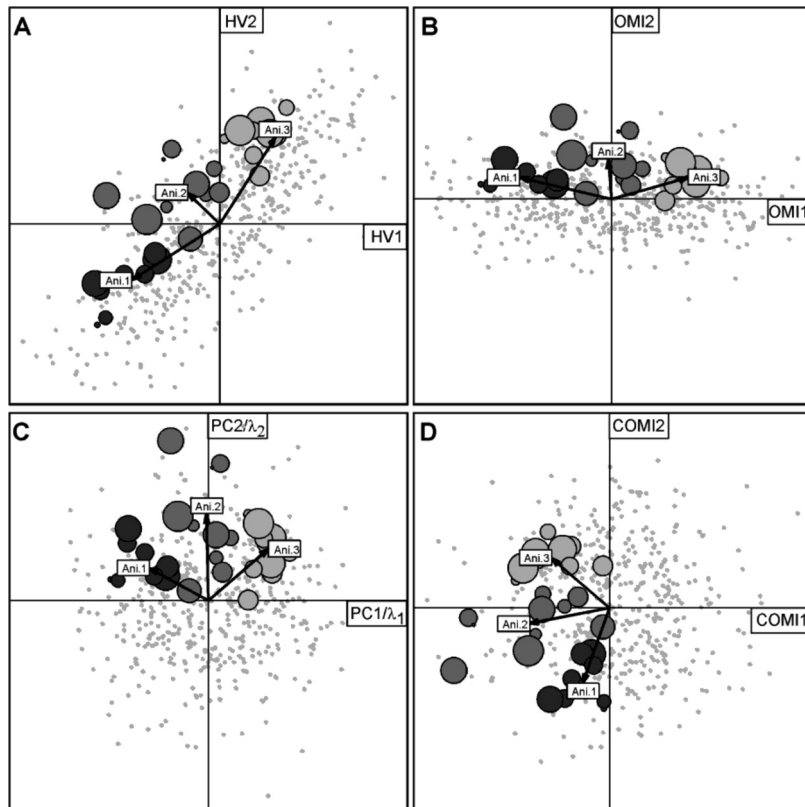 A
HV2
Ani.3
Ani.2
HV1
Ani.1
B
OMI2
Ani.2
Ani.1
Ani.3
OMI1
C
PC2/λ₂
Ani.2
Ani.3
Ani.1
PC1/λ₁
D
COMI2
Ani.3
COMI1
Ani.2
Ani.1